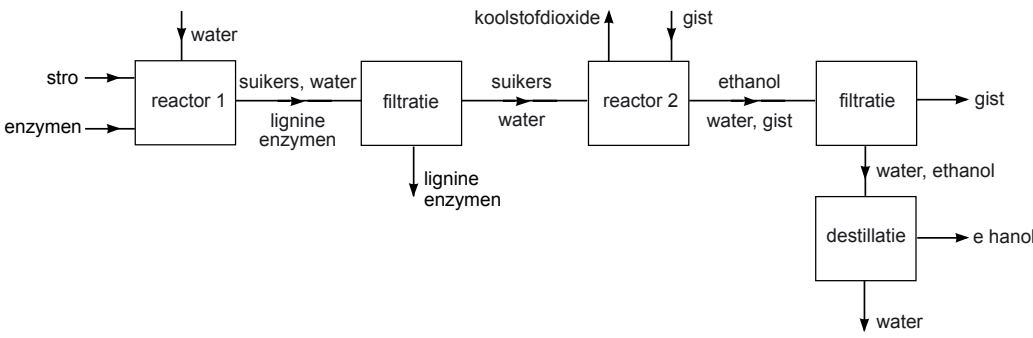 koolstofdioxide
gist
water
stro
enzymen
reactor 1
suikers, water
lignine
enzymen
filtratie
lignine
enzymen
suikers
water
reactor 2
ethanol
water, gist
filtratie
gist
water, ethanol
destillatie
e hanol
water